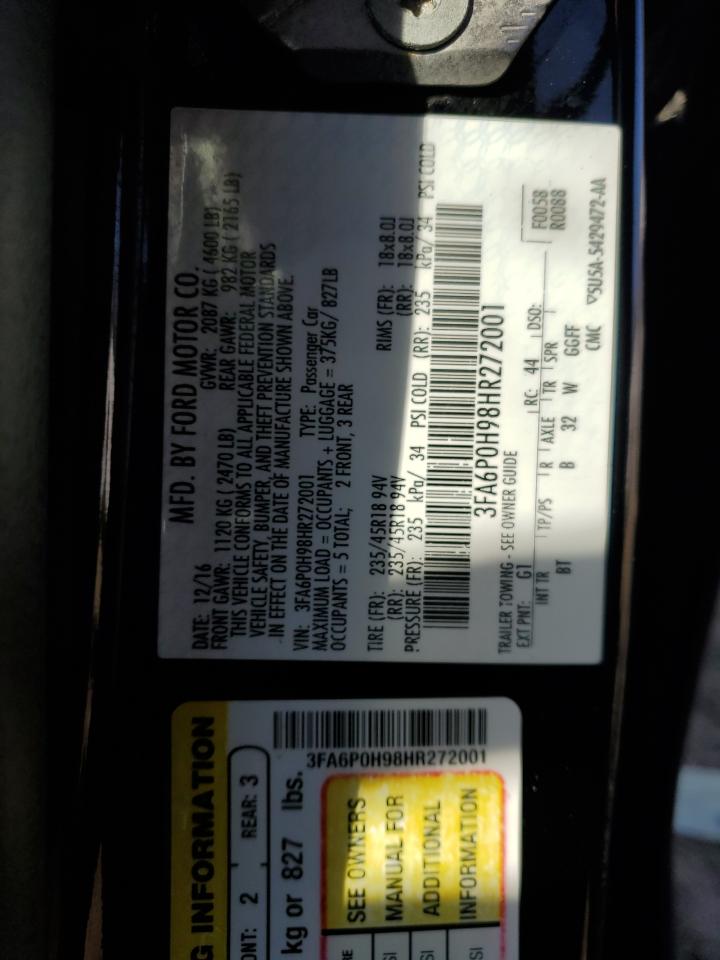 MFD. BY FORD MOTOR CO.
DATE: 12/16 GVWR: 2087 KG ( 4600 LB)
FRONT GAWR: 1120 KG ( 2470 LB) REAR GAWR: 982 KG ( 2165 LB)
THIS VEHICLE CONFORMS TO ALL APPLICABLE FEDERAL MOTOR
VEHICLE SAFETY, BUMPER, AND THEFT PREVENTION STANDARDS
IN EFFECT ON THE DATE OF MANUFACTURE SHOWN ABOVE.
VIN: 3FA6P0H98HR272001 TYPE: Passenger Car
MAXIMUM LOAD = OCCUPANTS + LUGGAGE = 375KG/ 827LB
OCCUPANTS = 5 TOTAL; 2 FRONT, 3 REAR
TIRE (FR): 235/45R18 94V RIMS (FR): 18x8.0J
(RR): 235/45R18 94V (RR): 18x8.0J
PRESSURE (FR): 235 kPa/ 34 PSI COLD (RR): 235 kPa/ 34 PSI COLD
3FA6P0H98HR272001
TRAILER TOWING - SEE OWNER GUIDE
F0058
R0088
EXT PNT: G1 RC: 44 DSO:
INT TR TP/PS R AXLE TR SPR
BT B 32 W GGFF
CMC 5U5A-5429472-AA
G INFORMATION
ONT: 2 REAR: 3
kg or 827 lbs.
3FA6P0H98HR272001
SEE OWNERS
MANUAL FOR
ADDITIONAL
INFORMATION